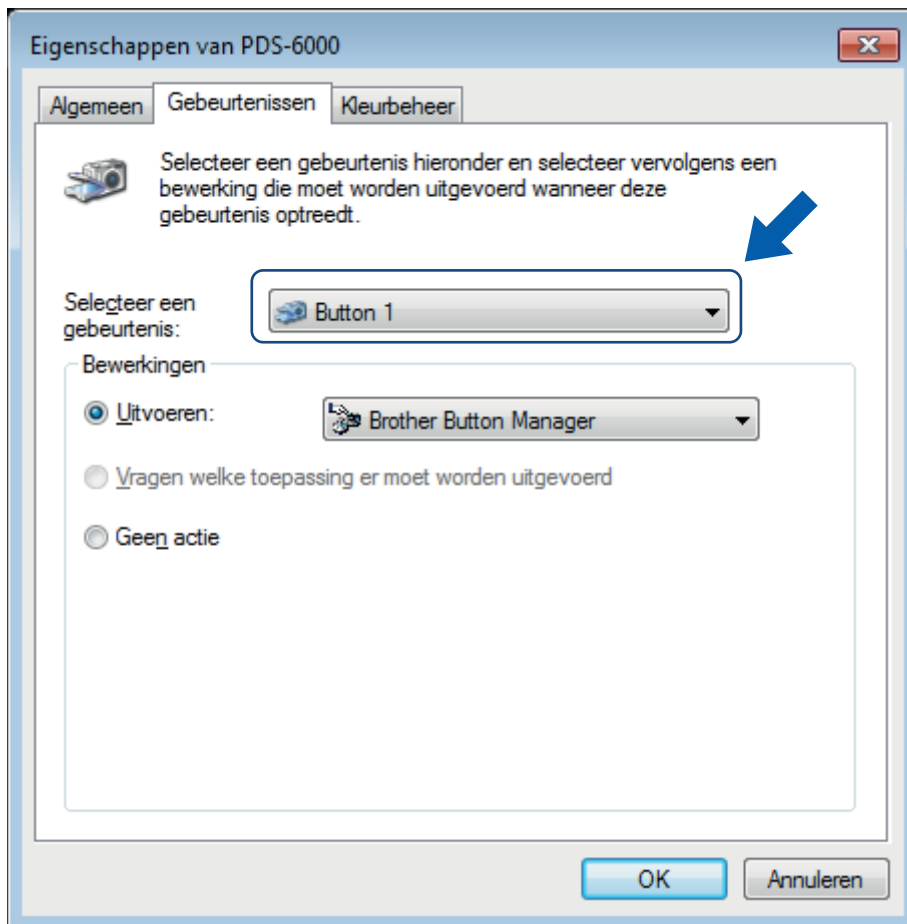 Eigenschappen van PDS-6000
Algemeen Gebeurtenissen Kleurbeheer
Selecteer een gebeurtenis hieronder en selecteer vervolgens een
bewerking die moet worden uitgevoerd wanneer deze
gebeurtenis optreedt.
Selecteer een
gebeurtenis:
Button 1
Bewerkingen
Uitvoeren: Brother Button Manager
Vragen welke toepassing er moet worden uitgevoerd
Geen actie
OK Annuleren